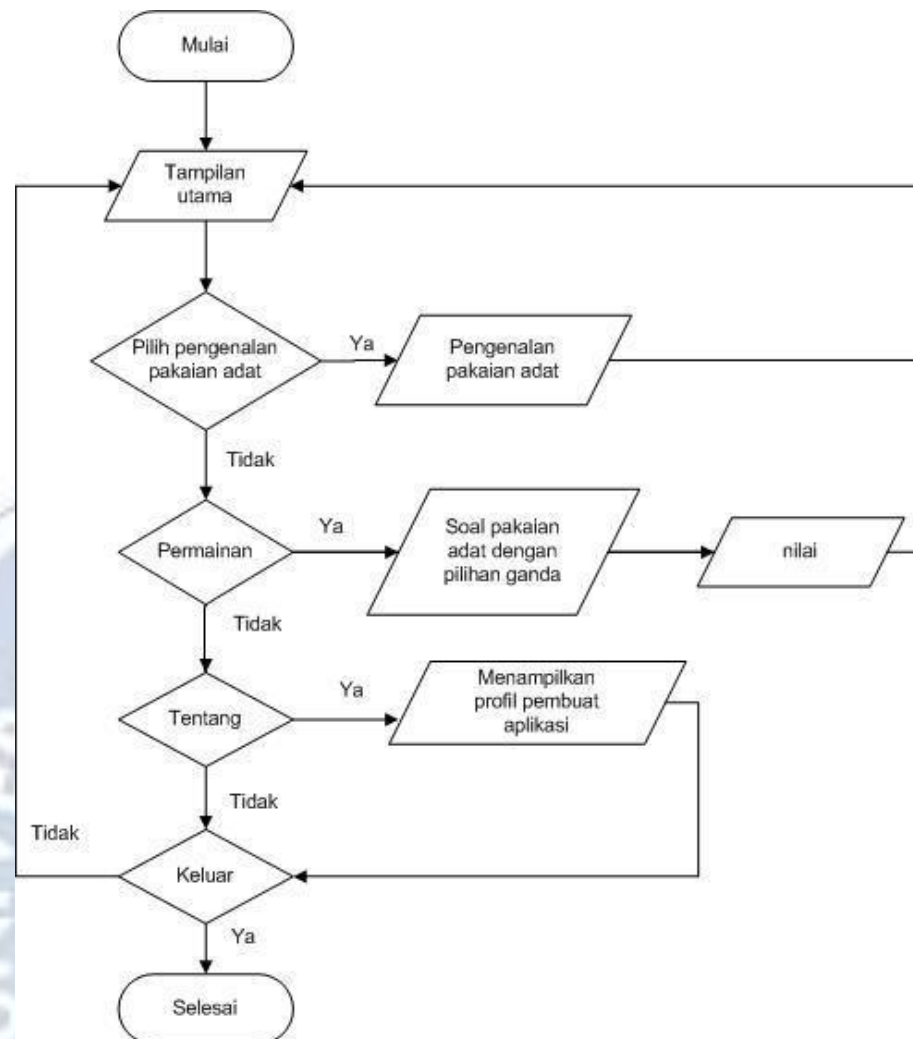 Mulai
Tampilan
utama
Pilih pengenalan
pakaian adat
Ya
Pengenalan
pakaian adat
Tidak
Permainan
Ya
Soal pakaian
adat dengan
pilihan ganda
nilai
Tidak
Tentang
Ya
Menampilkan
profil pembuat
aplikasi
Tidak
Tidak
Keluar
Ya
Selesai